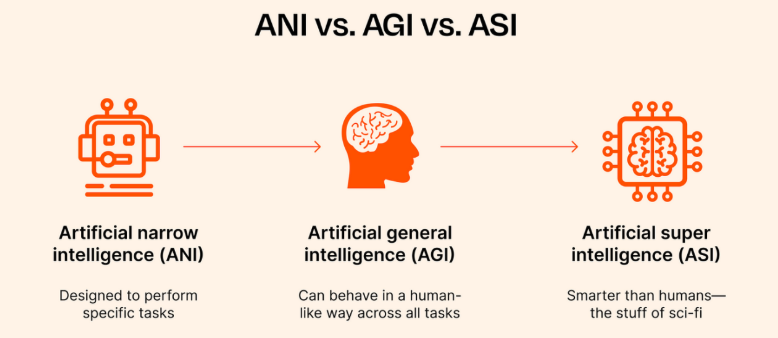 ANI vs. AGI vs. ASI
Artificial narrow
intelligence (ANI)
Designed to perform
specific tasks
Artificial general
intelligence (AGI)
Can behave in a human-
like way across all tasks
Artificial super
intelligence (ASI)
Smarter than humans—
the stuff of sci-fi